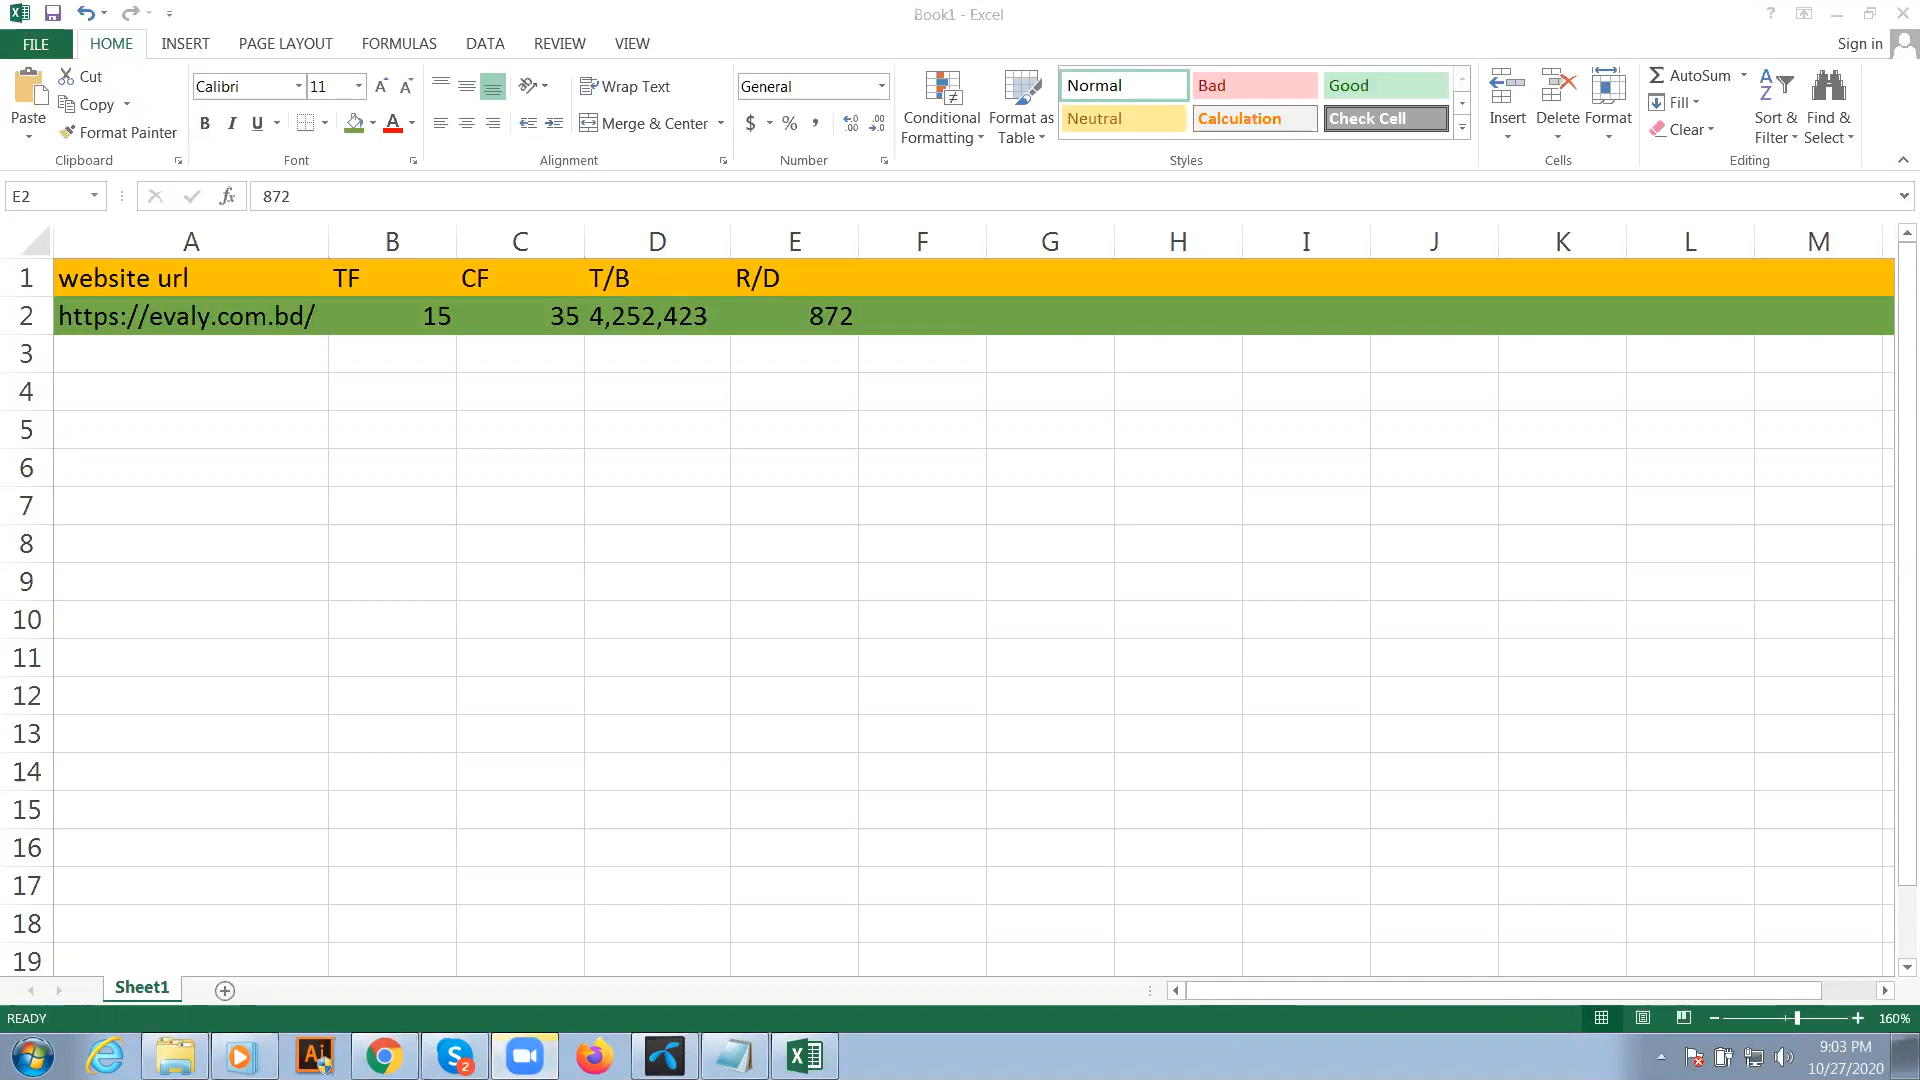 Book1 - Excel
?
FILE HOME INSERT PAGE LAYOUT FORMULAS DATA REVIEW VIEW Sign in
Paste
Cut
Copy
Format Painter
Clipboard
Calibri 11 A A
B I U A
Font
Wrap Text
Merge & Center
Alignment
General
$ % , .00 .00
Number
Conditional Formatting
Format as Table
Normal Bad Good
Neutral Calculation Check Cell
Styles
Insert Delete Format
Cells
AutoSum
Fill
Clear
Sort & Filter
Find & Select
Editing
E2 fx 872
A B C D E F G H I J K L M
1 website url TF CF T/B R/D
2 https://evaly.com.bd/ 15 35 4,252,423 872
3
4
5
6
7
8
9
10
11
12
13
14
15
16
17
18
19
Sheet1
READY 160%
Ai S 2
9:03 PM
10/27/2020